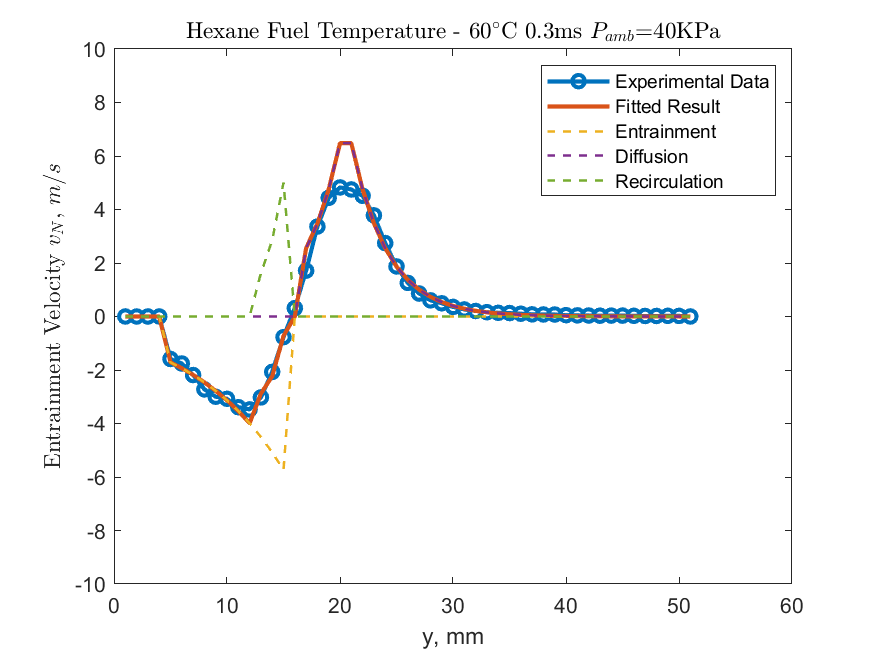 Hexane Fuel Temperature - 60°C 0.3ms P_amb=40KPa
Experimental Data
Fitted Result
Entrainment
Diffusion
Recirculation
Entrainment Velocity v_N, m/s
10
8
6
4
2
0
-2
-4
-6
-8
-10
0 10 20 30 40 50 60
y, mm